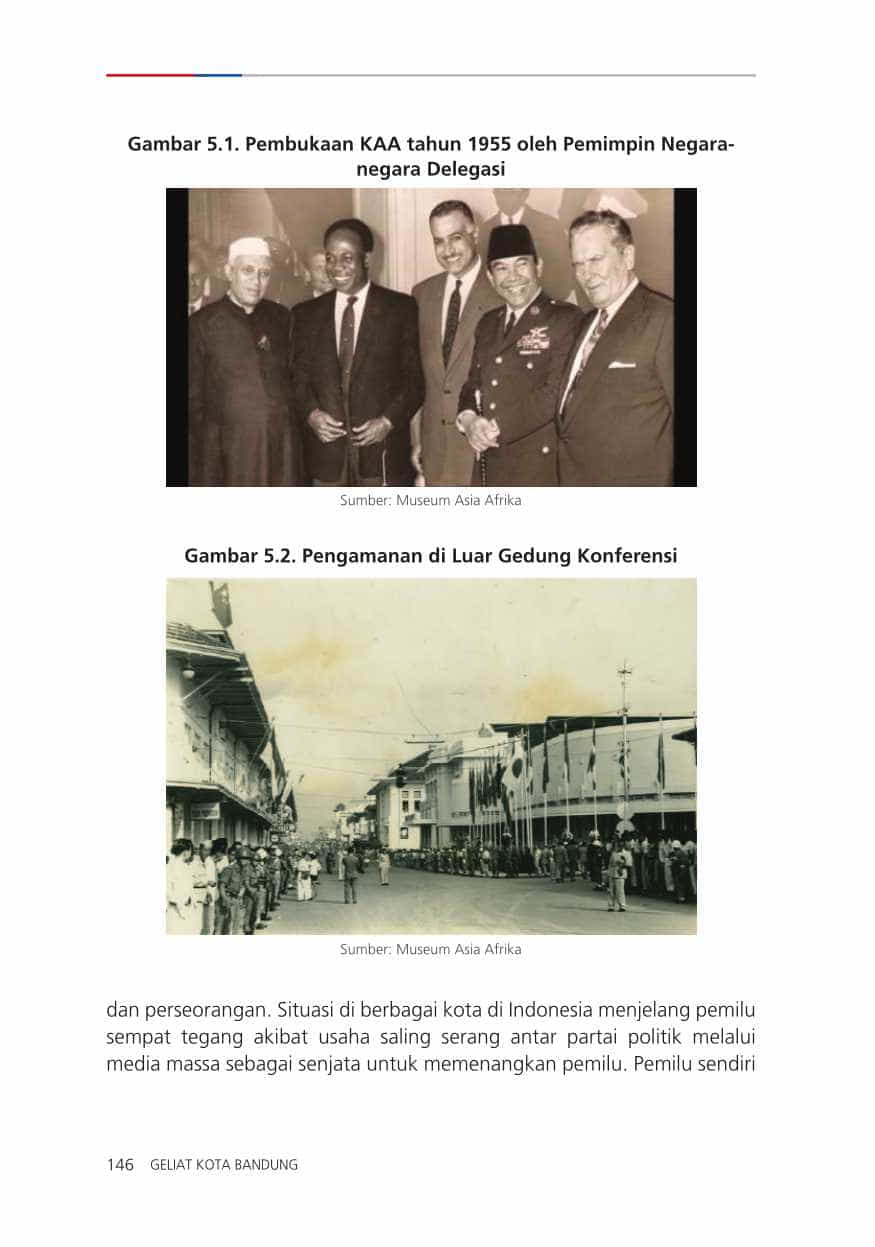 Gambar 5.1. Pembukaan KAA tahun 1955 oleh Pemimpin Negara-
negara Delegasi
Sumber: Museum Asia Afrika
Gambar 5.2. Pengamanan di Luar Gedung Konferensi
Sumber: Museum Asia Afrika
dan perseorangan. Situasi di berbagai kota di Indonesia menjelang pemilu
sempat tegang akibat usaha saling serang antar partai politik melalui
media massa sebagai senjata untuk memenangkan pemilu. Pemilu sendiri
146 GELIAT KOTA BANDUNG